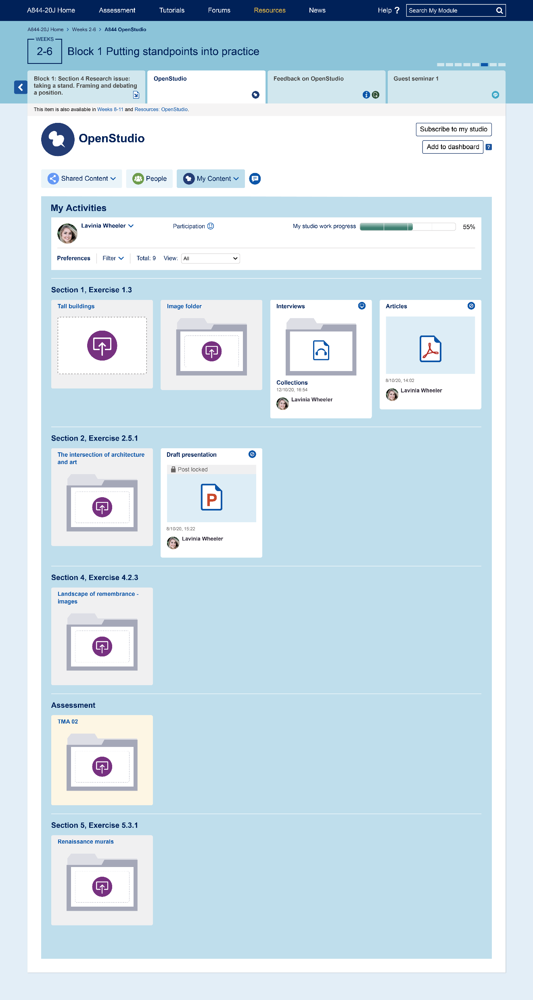 A844-20J Home Assessment Tutorials Forums Resources News Help ? Search My Module
A844-20J Home > Weeks 2-6 > A844 OpenStudio
WEEKS
2-6
Block 1 Putting standpoints into practice
Block 1: Section 4 Research issue:
taking a stand. Framing and debating
a position.
OpenStudio
Feedback on OpenStudio
Guest seminar 1
This item is also available in Weeks 8-11 and Resources: OpenStudio.
OpenStudio
Subscribe to my studio
Add to dashboard ?
Shared Content People My Content
My Activities
Lavinia Wheeler Participation My studio work progress 55%
Preferences Filter Total: 9 View: All
Section 1, Exercise 1.3
Tall buildings
Image folder
Interviews
Collections
12/10/20, 16:54
Lavinia Wheeler
Articles
8/10/20, 14:02
Lavinia Wheeler
Section 2, Exercise 2.5.1
The intersection of architecture
and art
Draft presentation
Post locked
P
8/10/20, 15:22
Lavinia Wheeler
Section 4, Exercise 4.2.3
Landscape of remembrance -
images
Assessment
TMA 02
Section 5, Exercise 5.3.1
Renaissance murals